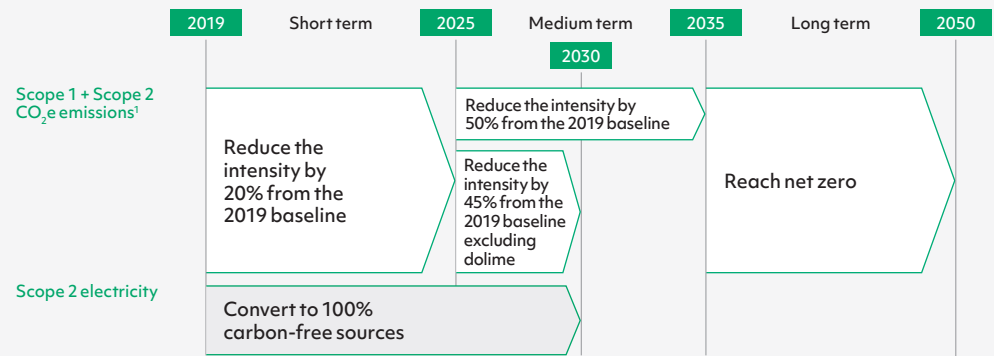 2019 Short term 2025 Medium term 2035 Long term 2050
2030
Scope 1 + Scope 2
CO₂e emissions¹
Reduce the
intensity by
20% from the
2019 baseline
Reduce the intensity by
50% from the 2019 baseline
Reduce the
intensity by
45% from the
2019 baseline
excluding
dolime
Reach net zero
Scope 2 electricity
Convert to 100%
carbon-free sources